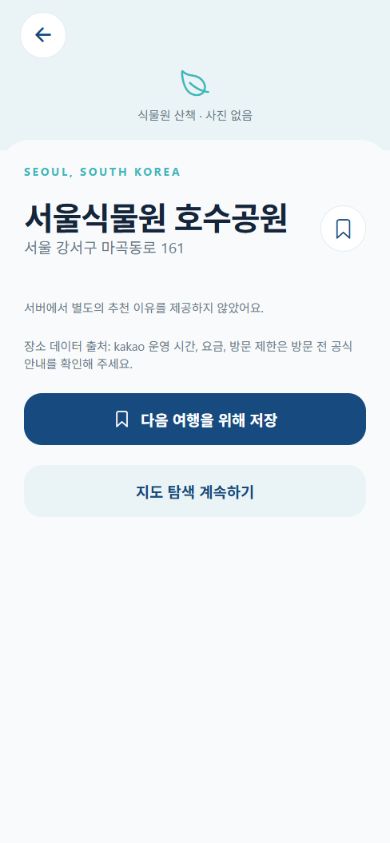 식물원 산책 · 사진 없음
SEOUL, SOUTH KOREA
서울식물원 호수공원
서울 강서구 마곡동로 161
서버에서 별도의 추천 이유를 제공하지 않았어요.
장소 데이터 출처: kakao 운영 시간, 요금, 방문 제한은 방문 전 공식
안내를 확인해 주세요.
다음 여행을 위해 저장
지도 탐색 계속하기